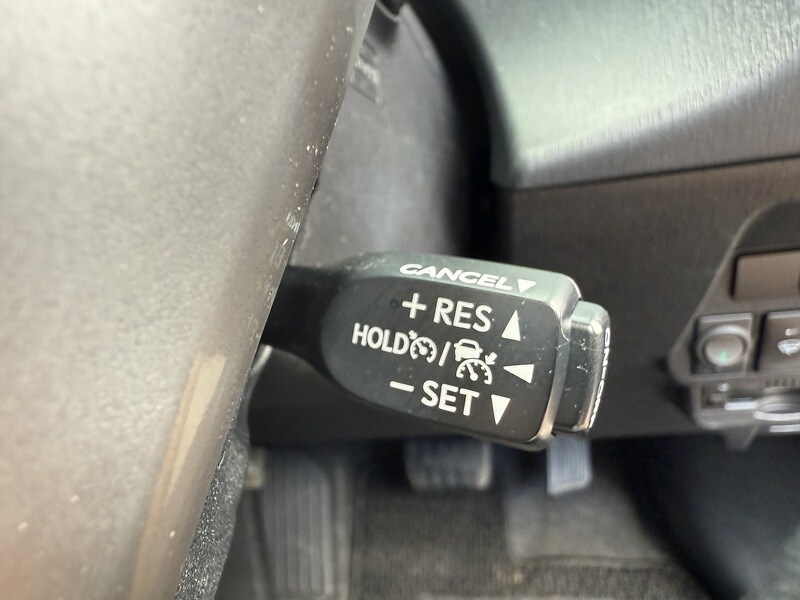 CANCEL▼
+ RES ▲
HOLD / ◀
− SET ▼